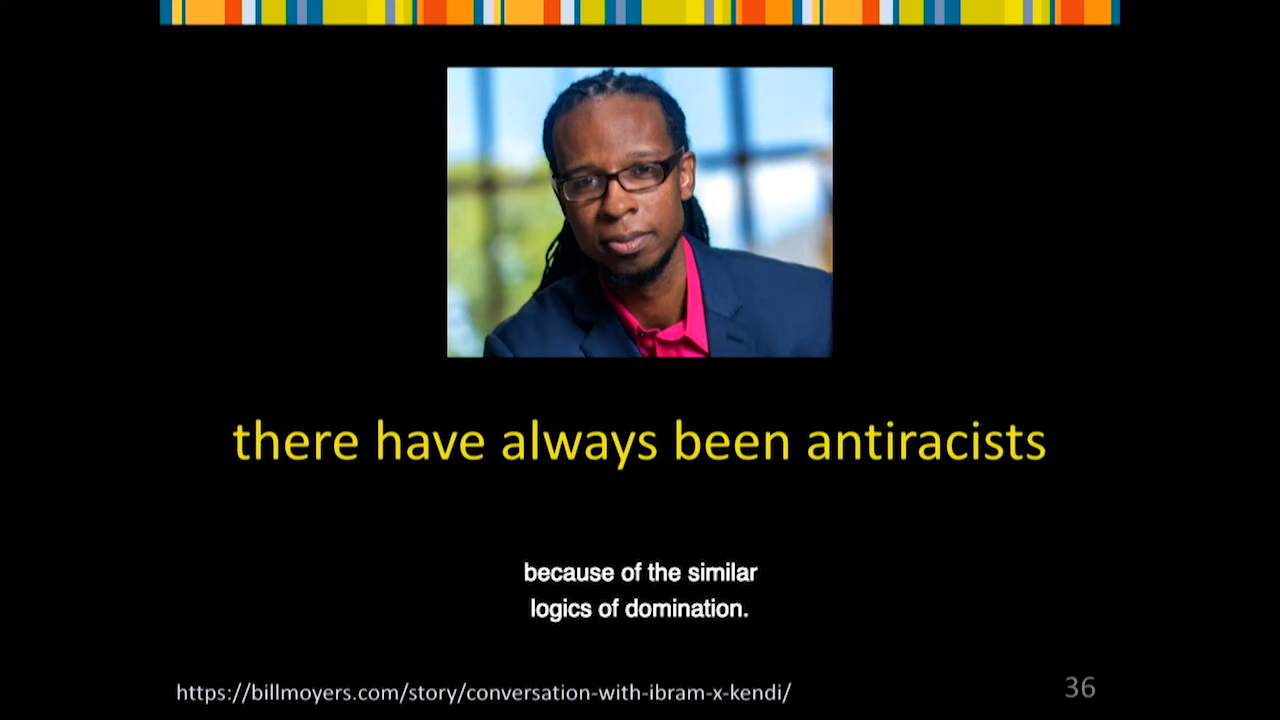 there have always been antiracists
because of the similar
logics of domination.
https://billmoyers.com/story/conversation-with-ibram-x-kendi/
36